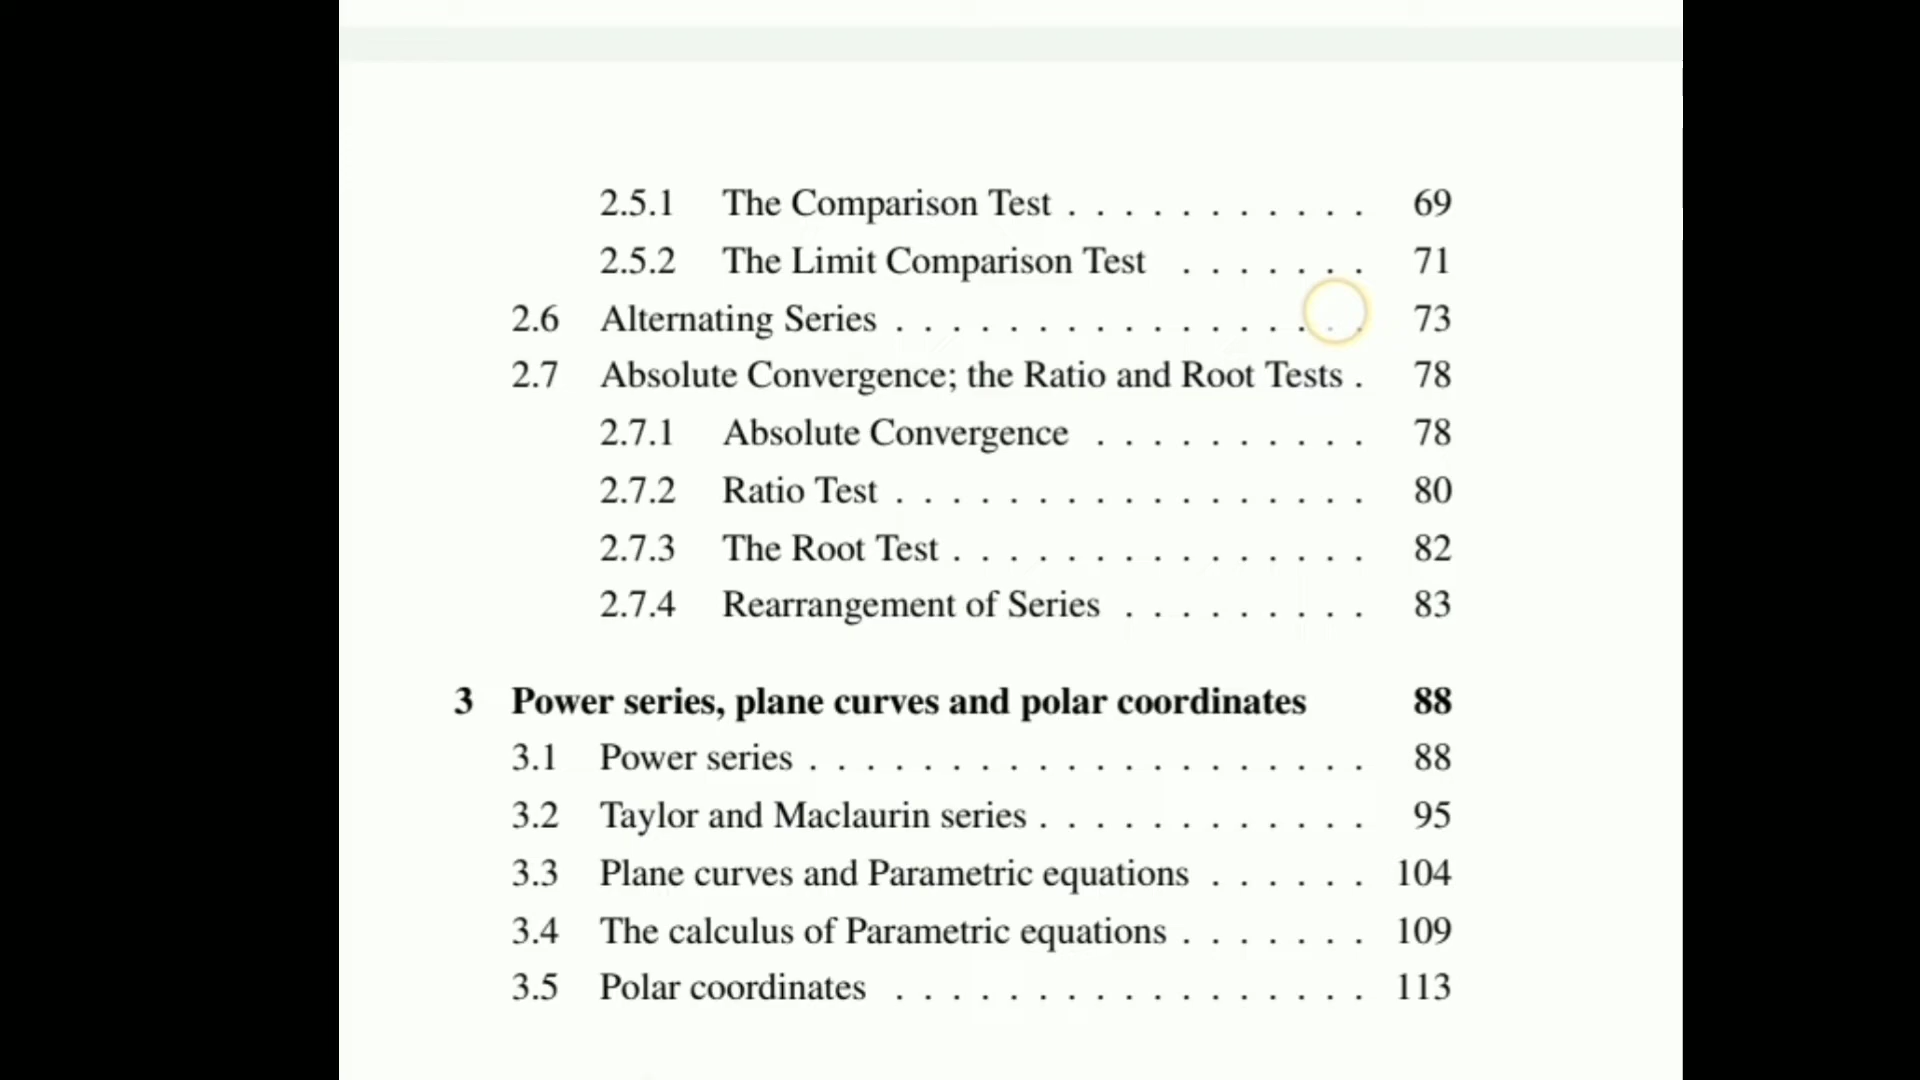 2.5.1 The Comparison Test . . . . . . . . . . . 69
2.5.2 The Limit Comparison Test . . . . . . . 71
2.6 Alternating Series . . . . . . . . . . . . . . . . . 73
2.7 Absolute Convergence; the Ratio and Root Tests . 78
2.7.1 Absolute Convergence . . . . . . . . . . 78
2.7.2 Ratio Test . . . . . . . . . . . . . . . . . 80
2.7.3 The Root Test . . . . . . . . . . . . . . . 82
2.7.4 Rearrangement of Series . . . . . . . . . 83
3 Power series, plane curves and polar coordinates 88
3.1 Power series . . . . . . . . . . . . . . . . . . . . 88
3.2 Taylor and Maclaurin series . . . . . . . . . . . . 95
3.3 Plane curves and Parametric equations . . . . . . 104
3.4 The calculus of Parametric equations . . . . . . . 109
3.5 Polar coordinates . . . . . . . . . . . . . . . . . 113